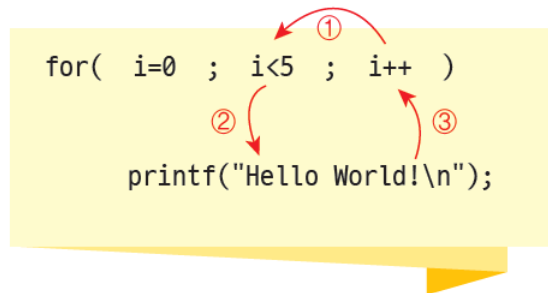 ①
for( i=0 ; i<5 ; i++ )
② ③
printf("Hello World!\n");